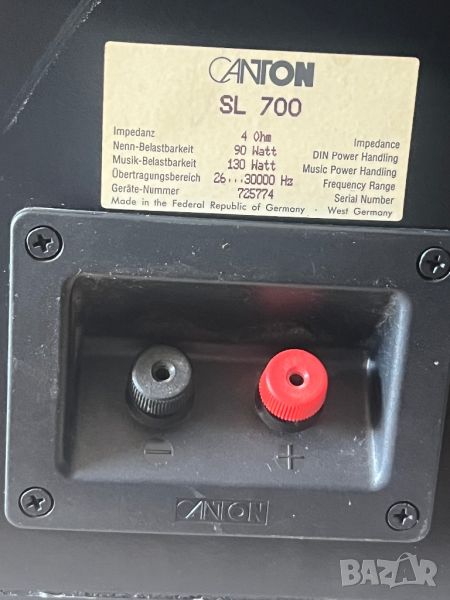 CANTON
SL 700
Impedanz 4 Ohm Impedance
Nenn-Belastbarkeit 90 Watt DIN Power Handling
Musik-Belastbarkeit 130 Watt Music Power Handling
Übertragungsbereich 26...30000 Hz Frequency Range
Geräte-Nummer 725774 Serial Number
Made in the Federal Republic of Germany · West Germany
- +
CANTON
BAZAR